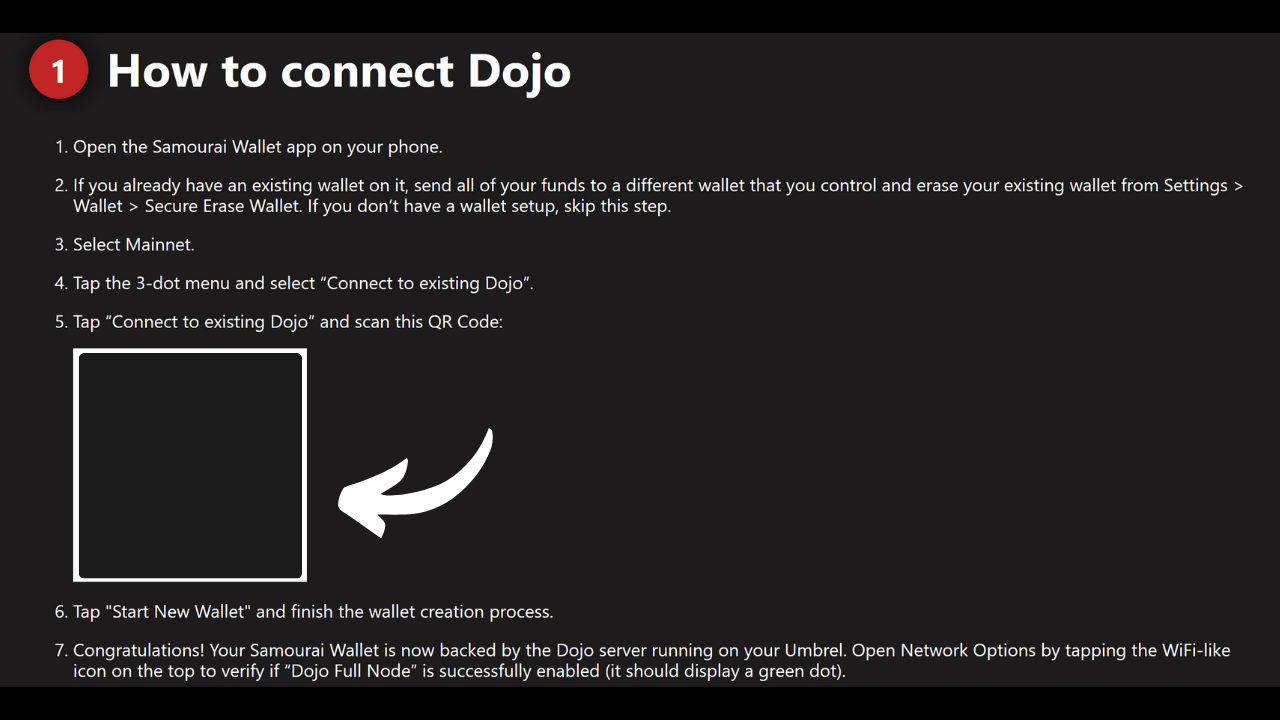 1 How to connect Dojo
1. Open the Samourai Wallet app on your phone.
2. If you already have an existing wallet on it, send all of your funds to a different wallet that you control and erase your existing wallet from Settings >
Wallet > Secure Erase Wallet. If you don’t have a wallet setup, skip this step.
3. Select Mainnet.
4. Tap the 3-dot menu and select “Connect to existing Dojo“.
5. Tap “Connect to existing Dojo“ and scan this QR Code:
6. Tap "Start New Wallet" and finish the wallet creation process.
7. Congratulations! Your Samourai Wallet is now backed by the Dojo server running on your Umbrel. Open Network Options by tapping the WiFi-like
icon on the top to verify if “Dojo Full Node” is successfully enabled (it should display a green dot).